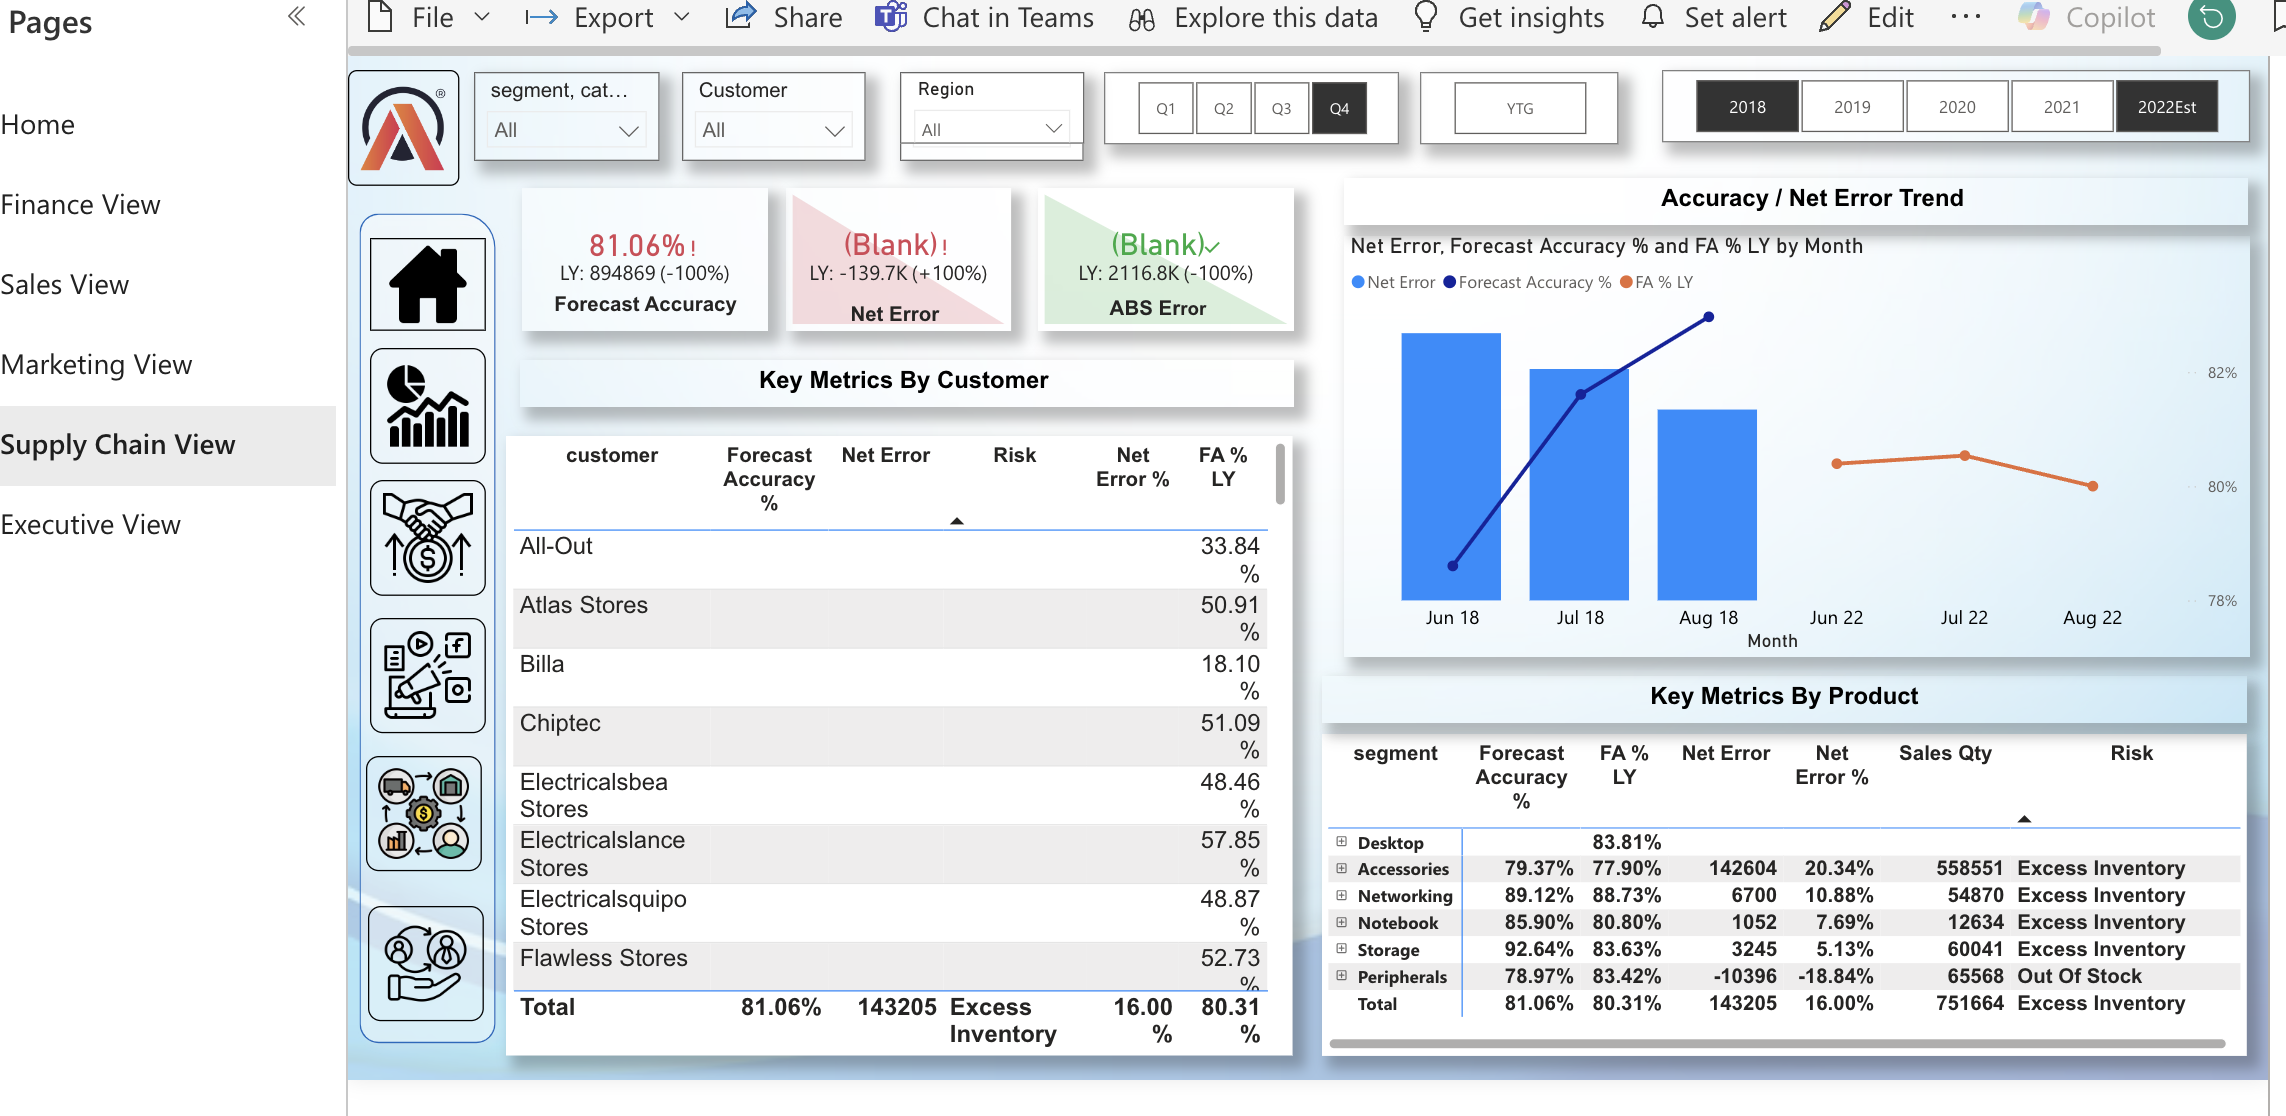 Pages
File
Export
Share
Chat in Teams
Explore this data
Get insights
Set alert
Edit
Copilot
Home
Finance View
Sales View
Marketing View
Supply Chain View
Executive View
®
segment, cat...
All
Customer
All
Region
All
Q1 Q2 Q3 Q4
YTG
2018 2019 2020 2021 2022Est
81.06% !
LY: 894869 (-100%)
Forecast Accuracy
(Blank) !
LY: -139.7K (+100%)
Net Error
(Blank)
LY: 2116.8K (-100%)
ABS Error
Key Metrics By Customer
customer Forecast Accuracy % Net Error Risk Net Error % FA % LY
All-Out 33.84 %
Atlas Stores 50.91 %
Billa 18.10 %
Chiptec 51.09 %
Electricalsbea Stores 48.46 %
Electricalslance Stores 57.85 %
Electricalsquipo Stores 48.87 %
Flawless Stores 52.73 %
Total 81.06% 143205 Excess Inventory 16.00 % 80.31 %
Accuracy / Net Error Trend
Net Error, Forecast Accuracy % and FA % LY by Month
Net Error Forecast Accuracy % FA % LY
82%
80%
78%
Jun 18 Jul 18 Aug 18 Jun 22 Jul 22 Aug 22
Month
Key Metrics By Product
segment Forecast Accuracy % FA % LY Net Error Net Error % Sales Qty Risk
Desktop 83.81%
Accessories 79.37% 77.90% 142604 20.34% 558551 Excess Inventory
Networking 89.12% 88.73% 6700 10.88% 54870 Excess Inventory
Notebook 85.90% 80.80% 1052 7.69% 12634 Excess Inventory
Storage 92.64% 83.63% 3245 5.13% 60041 Excess Inventory
Peripherals 78.97% 83.42% -10396 -18.84% 65568 Out Of Stock
Total 81.06% 80.31% 143205 16.00% 751664 Excess Inventory